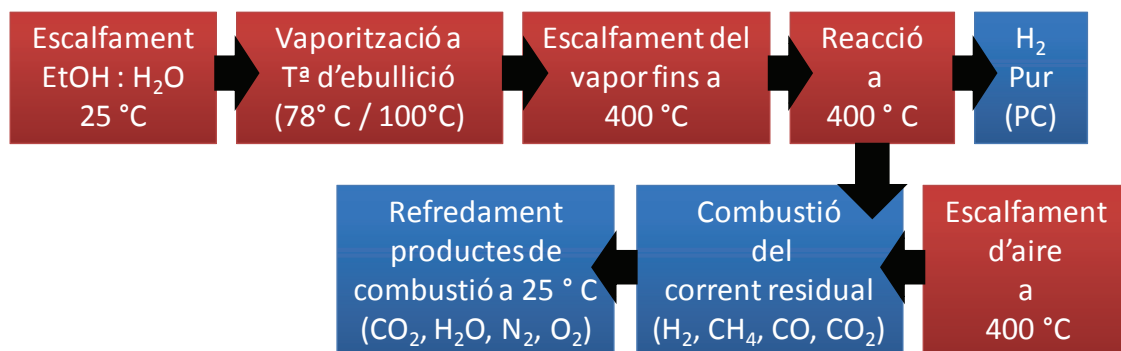 Escalfament
EtOH : H₂O
25 °C
Vaporització a
Tª d'ebullició
(78° C / 100°C)
Escalfament del
vapor fins a
400 °C
Reacció
a
400 ° C
H₂
Pur
(PC)
Refredament
productes de
combustió a 25 ° C
(CO₂, H₂O, N₂, O₂)
Combustió
del
corrent residual
(H₂, CH₄, CO, CO₂)
Escalfament
d'aire
a
400 °C